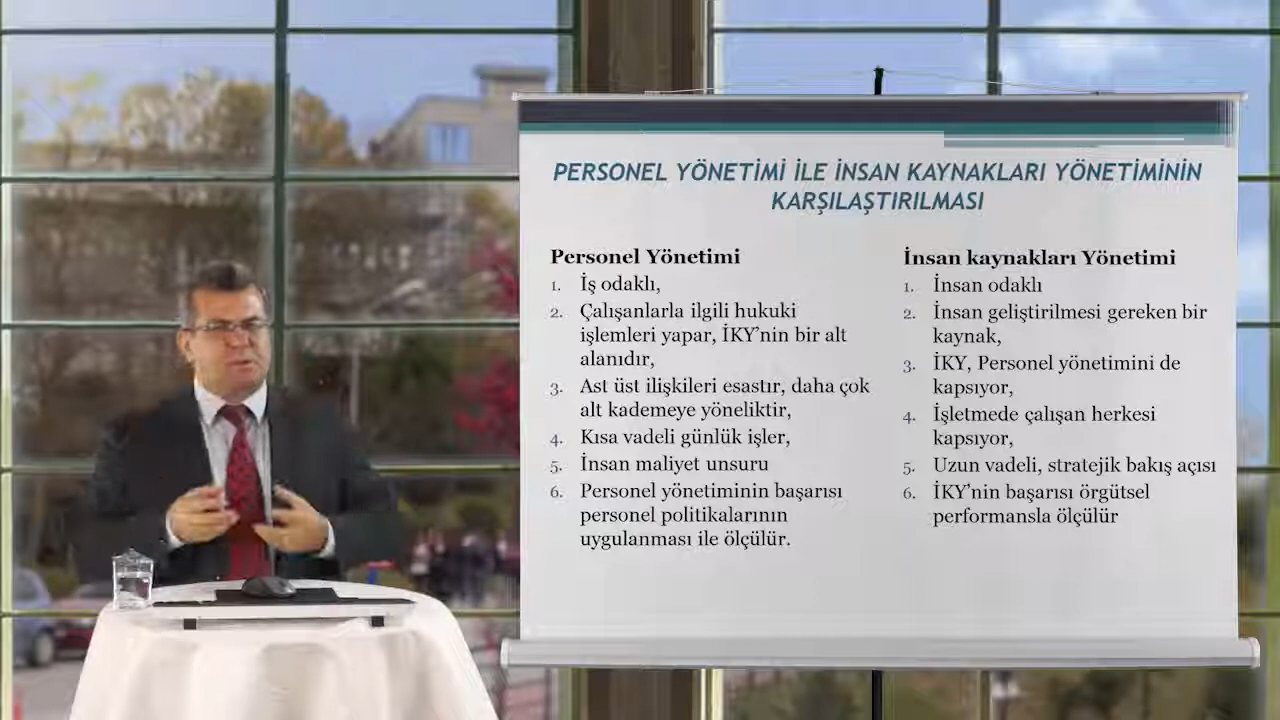 PERSONEL YÖNETİMİ İLE İNSAN KAYNAKLARI YÖNETİMİNİN
KARŞILAŞTIRILMASI
Personel Yönetimi
1. İş odaklı,
2. Çalışanlarla ilgili hukuki
işlemleri yapar, İKY'nin bir alt
alanıdır,
3. Ast üst ilişkileri esastır, daha çok
alt kademeye yöneliktir,
4. Kısa vadeli günlük işler,
5. İnsan maliyet unsuru
6. Personel yönetiminin başarısı
personel politikalarının
uygulanması ile ölçülür.
İnsan kaynakları Yönetimi
1. İnsan odaklı
2. İnsan geliştirilmesi gereken bir
kaynak,
3. İKY, Personel yönetimini de
kapsıyor,
4. İşletmede çalışan herkesi
kapsıyor,
5. Uzun vadeli, stratejik bakış açısı
6. İKY'nin başarısı örgütsel
performansla ölçülür